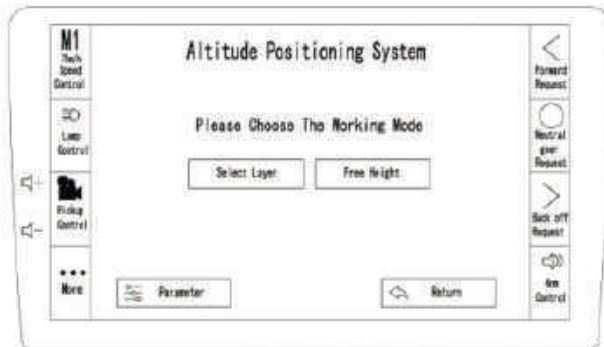 M1
Tech
Speed
Control
Lamp
Control
Pickup
Control
More
Altitude Positioning System
Please Choose The Working Mode
Select Layer
Free Height
Parameter
Return
Forward
Request
Neutral
gear
Request
Back off
Request
Control